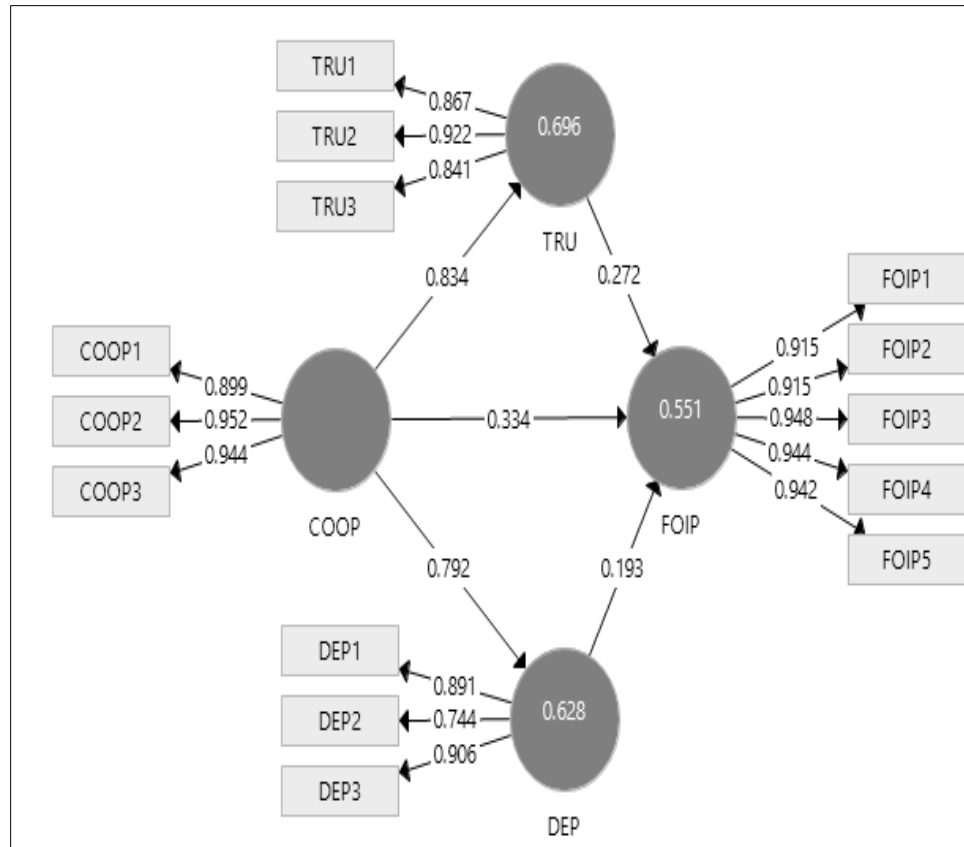 TRU1
0.867
TRU2
0.922
TRU3
0.841
0.696
TRU
0.834
0.272
COOP1
0.899
COOP2
0.952
COOP3
0.944
COOP
0.334
0.551
FOIP
FOIP1
0.915
FOIP2
0.915
FOIP3
0.948
FOIP4
0.944
FOIP5
0.942
0.792
0.193
DEP1
0.891
DEP2
0.744
DEP3
0.906
0.628
DEP